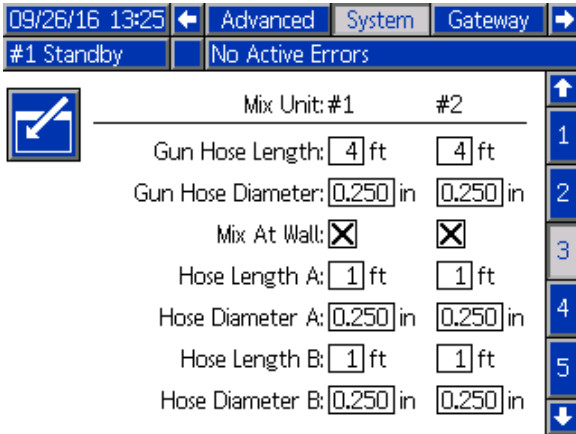 09/26/16 13:25 Advanced System Gateway
#1 Standby No Active Errors
Mix Unit: #1 #2
Gun Hose Length: 4 ft 4 ft
Gun Hose Diameter: 0.250 in 0.250 in
Mix At Wall:
Hose Length A: 1 ft 1 ft
Hose Diameter A: 0.250 in 0.250 in
Hose Length B: 1 ft 1 ft
Hose Diameter B: 0.250 in 0.250 in
1
2
3
4
5